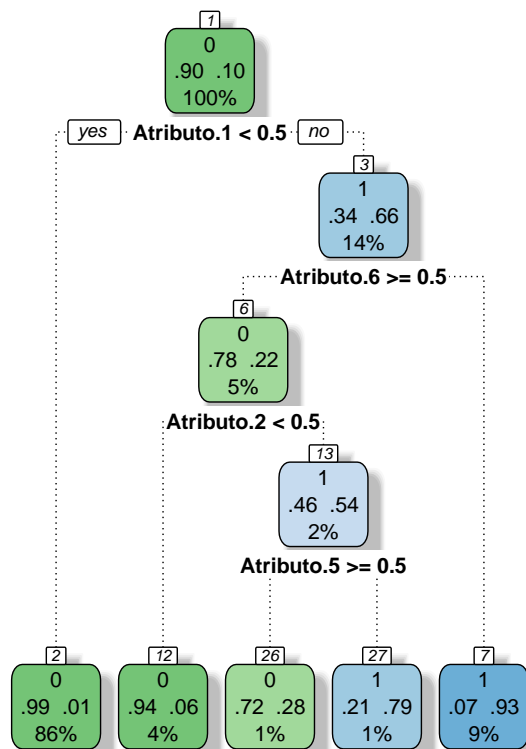 1
0
.90 .10
100%
yes Atributo.1 < 0.5 no
3
1
.34 .66
14%
Atributo.6 >= 0.5
6
0
.78 .22
5%
Atributo.2 < 0.5
13
1
.46 .54
2%
Atributo.5 >= 0.5
2 12 26 27 7
0 0 0 1 1
.99 .01 .94 .06 .72 .28 .21 .79 .07 .93
86% 4% 1% 1% 9%